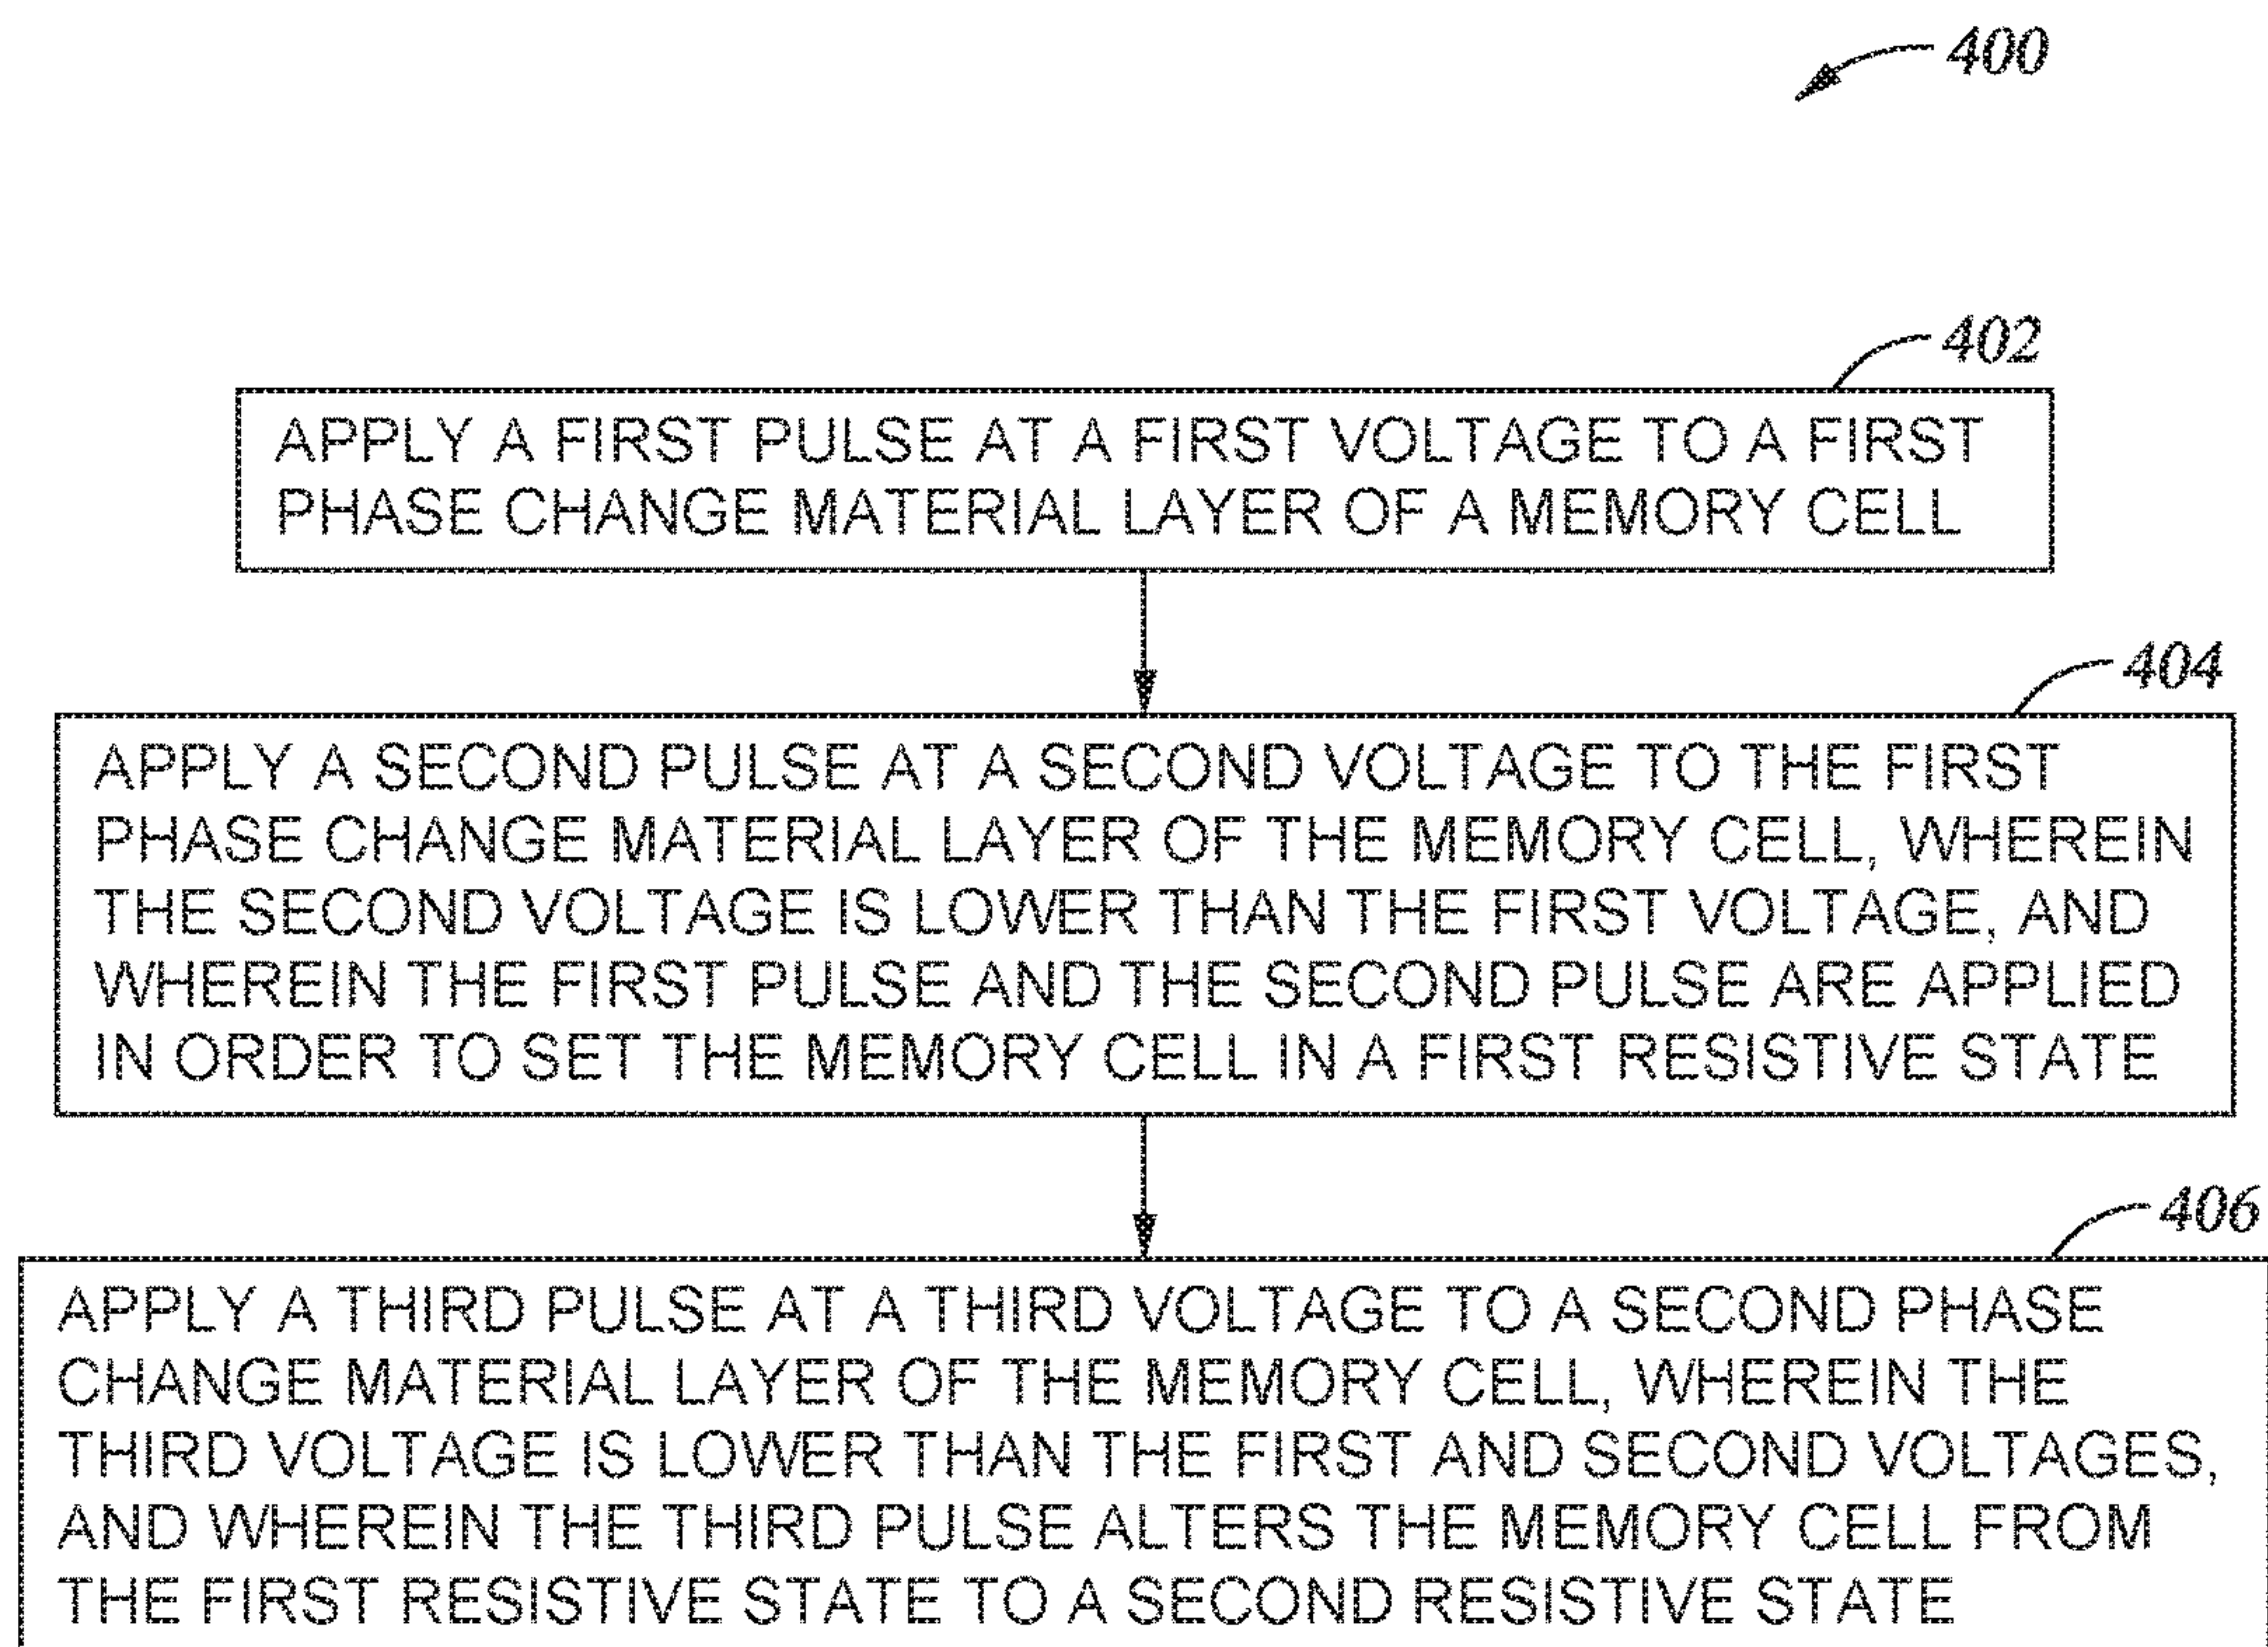 400
402
APPLY A FIRST PULSE AT A FIRST VOLTAGE TO A FIRST
PHASE CHANGE MATERIAL LAYER OF A MEMORY CELL
404
APPLY A SECOND PULSE AT A SECOND VOLTAGE TO THE FIRST
PHASE CHANGE MATERIAL LAYER OF THE MEMORY CELL, WHEREIN
THE SECOND VOLTAGE IS LOWER THAN THE FIRST VOLTAGE, AND
WHEREIN THE FIRST PULSE AND THE SECOND PULSE ARE APPLIED
IN ORDER TO SET THE MEMORY CELL IN A FIRST RESISTIVE STATE
406
APPLY A THIRD PULSE AT A THIRD VOLTAGE TO A SECOND PHASE
CHANGE MATERIAL LAYER OF THE MEMORY CELL, WHEREIN THE
THIRD VOLTAGE IS LOWER THAN THE FIRST AND SECOND VOLTAGES,
AND WHEREIN THE THIRD PULSE ALTERS THE MEMORY CELL FROM
THE FIRST RESISTIVE STATE TO A SECOND RESISTIVE STATE